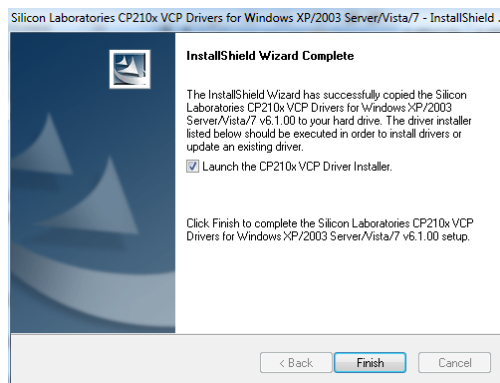 Silicon Laboratories CP210x VCP Drivers for Windows XP/2003 Server/Vista/7 - InstallShield .
InstallShield Wizard Complete
The InstallShield Wizard has successfully copied the Silicon
Laboratories CP210x VCP Drivers for Windows XP/2003
Server/Vista/7 v6.1.00 to your hard drive. The driver installer
listed below should be executed in order to install drivers or
update an existing driver.
Launch the CP210x VCP Driver Installer.
Click Finish to complete the Silicon Laboratories CP210x VCP
Drivers for Windows XP/2003 Server/Vista/7 v6.1.00 setup.
< Back Finish Cancel